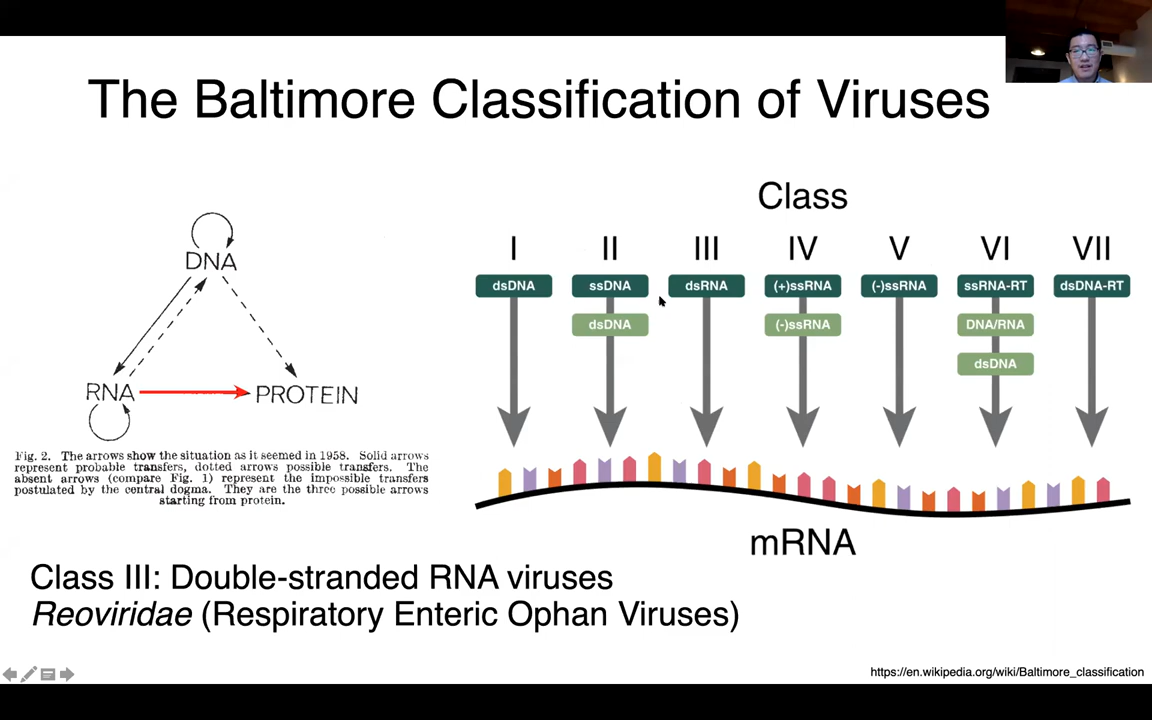 The Baltimore Classification of Viruses
DNA
RNA
PROTEIN
Fig. 2. The arrows show the situation as it seemed in 1958. Solid arrows
represent probable transfers, dotted arrows possible transfers. The
absent arrows (compare Fig. 1) represent the impossible transfers
postulated by the central dogma. They are the three possible arrows
starting from protein.
Class
I II III IV V VI VII
dsDNA ssDNA dsRNA (+)ssRNA (-)ssRNA ssRNA-RT dsDNA-RT
dsDNA (-)ssRNA DNA/RNA
dsDNA
mRNA
Class III: Double-stranded RNA viruses
Reoviridae (Respiratory Enteric Ophan Viruses)
https://en.wikipedia.org/wiki/Baltimore_classification